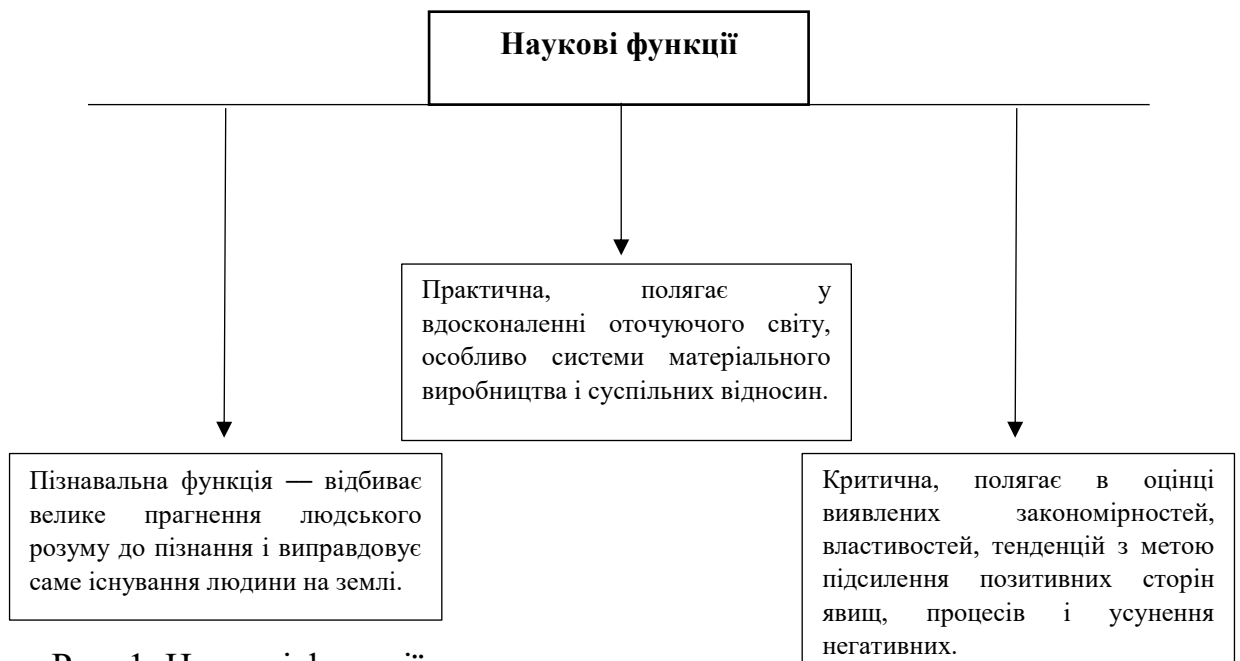 Наукові функції
Практична, полягає у
вдосконаленні оточуючого світу,
особливо системи матеріального
виробництва і суспільних відносин.
Пізнавальна функція — відбиває
велике прагнення людського
розуму до пізнання і виправдовує
саме існування людини на землі.
Критична, полягає в оцінці
виявлених закономірностей,
властивостей, тенденцій з метою
підсилення позитивних сторін
явищ, процесів і усунення
негативних.